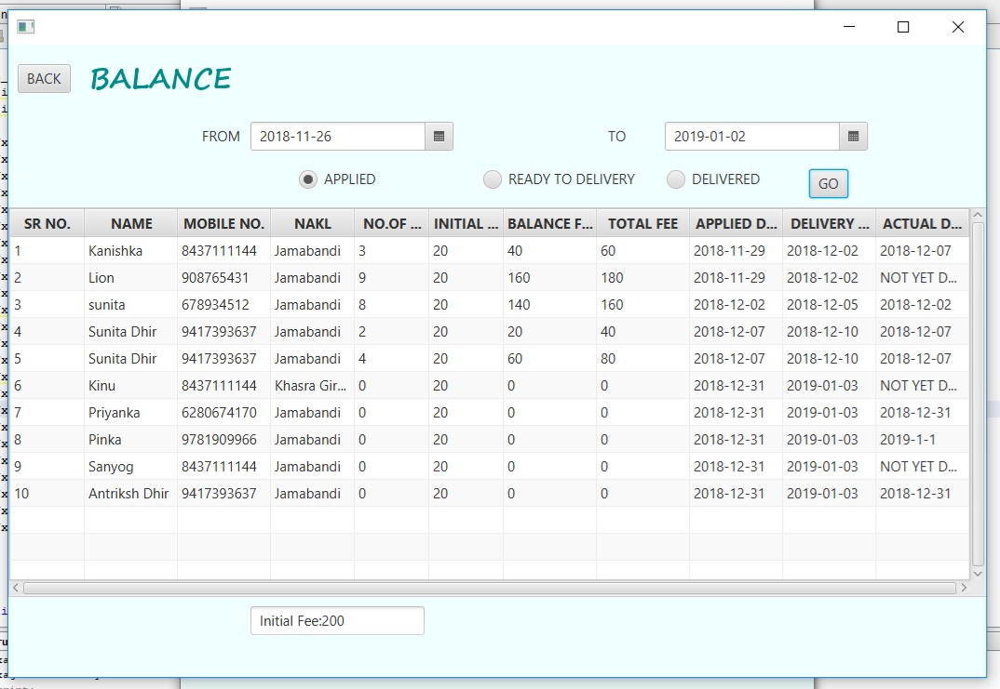 BACK BALANCE
FROM 2018-11-26 TO 2019-01-02
APPLIED READY TO DELIVERY DELIVERED GO
SR NO. NAME MOBILE NO. NAKL NO.OF ... INITIAL ... BALANCE F... TOTAL FEE APPLIED D... DELIVERY ... ACTUAL D...
1 Kanishka 8437111144 Jamabandi 3 20 40 60 2018-11-29 2018-12-02 2018-12-07
2 Lion 908765431 Jamabandi 9 20 160 180 2018-11-29 2018-12-02 NOT YET D...
3 sunita 678934512 Jamabandi 8 20 140 160 2018-12-02 2018-12-05 2018-12-02
4 Sunita Dhir 9417393637 Jamabandi 2 20 20 40 2018-12-07 2018-12-10 2018-12-07
5 Sunita Dhir 9417393637 Jamabandi 4 20 60 80 2018-12-07 2018-12-10 2018-12-07
6 Kinu 8437111144 Khasra Gir... 0 20 0 0 2018-12-31 2019-01-03 NOT YET D...
7 Priyanka 6280674170 Jamabandi 0 20 0 0 2018-12-31 2019-01-03 2018-12-31
8 Pinka 9781909966 Jamabandi 0 20 0 0 2018-12-31 2019-01-03 2019-1-1
9 Sanyog 8437111144 Jamabandi 0 20 0 0 2018-12-31 2019-01-03 NOT YET D...
10 Antriksh Dhir 9417393637 Jamabandi 0 20 0 0 2018-12-31 2019-01-03 2018-12-31
Initial Fee:200